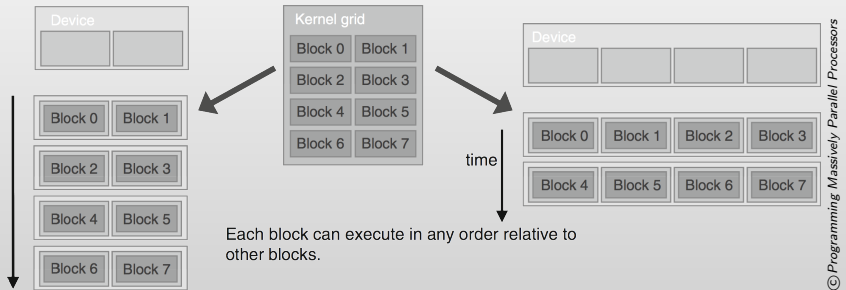 Device
Kernel grid
Block 0 Block 1
Block 2 Block 3
Block 4 Block 5
Block 6 Block 7
Block 0 Block 1
Block 2 Block 3
Block 4 Block 5
Block 6 Block 7
Device
Block 0 Block 1 Block 2 Block 3
Block 4 Block 5 Block 6 Block 7
time
Each block can execute in any order relative to
other blocks.
© Programming Massively Parallel Processors